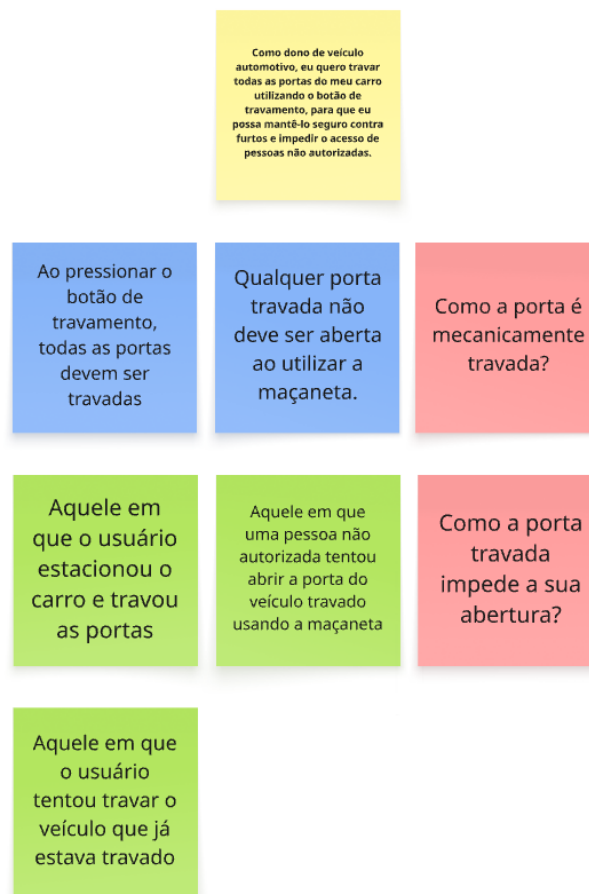 Como dono de veículo
automotivo, eu quero travar
todas as portas do meu carro
utilizando o botão de
travamento, para que eu
possa mantê-lo seguro contra
furtos e impedir o acesso de
pessoas não autorizadas.
Ao pressionar o
botão de
travamento,
todas as portas
devem ser
travadas
Qualquer porta
travada não
deve ser aberta
ao utilizar a
maçaneta.
Como a porta é
mecanicamente
travada?
Aquele em
que o usuário
estacionou o
carro e travou
as portas
Aquele em que
uma pessoa não
autorizada tentou
abrir a porta do
veículo travado
usando a maçaneta
Como a porta
travada
impede a sua
abertura?
Aquele em que
o usuário
tentou travar o
veículo que já
estava travado